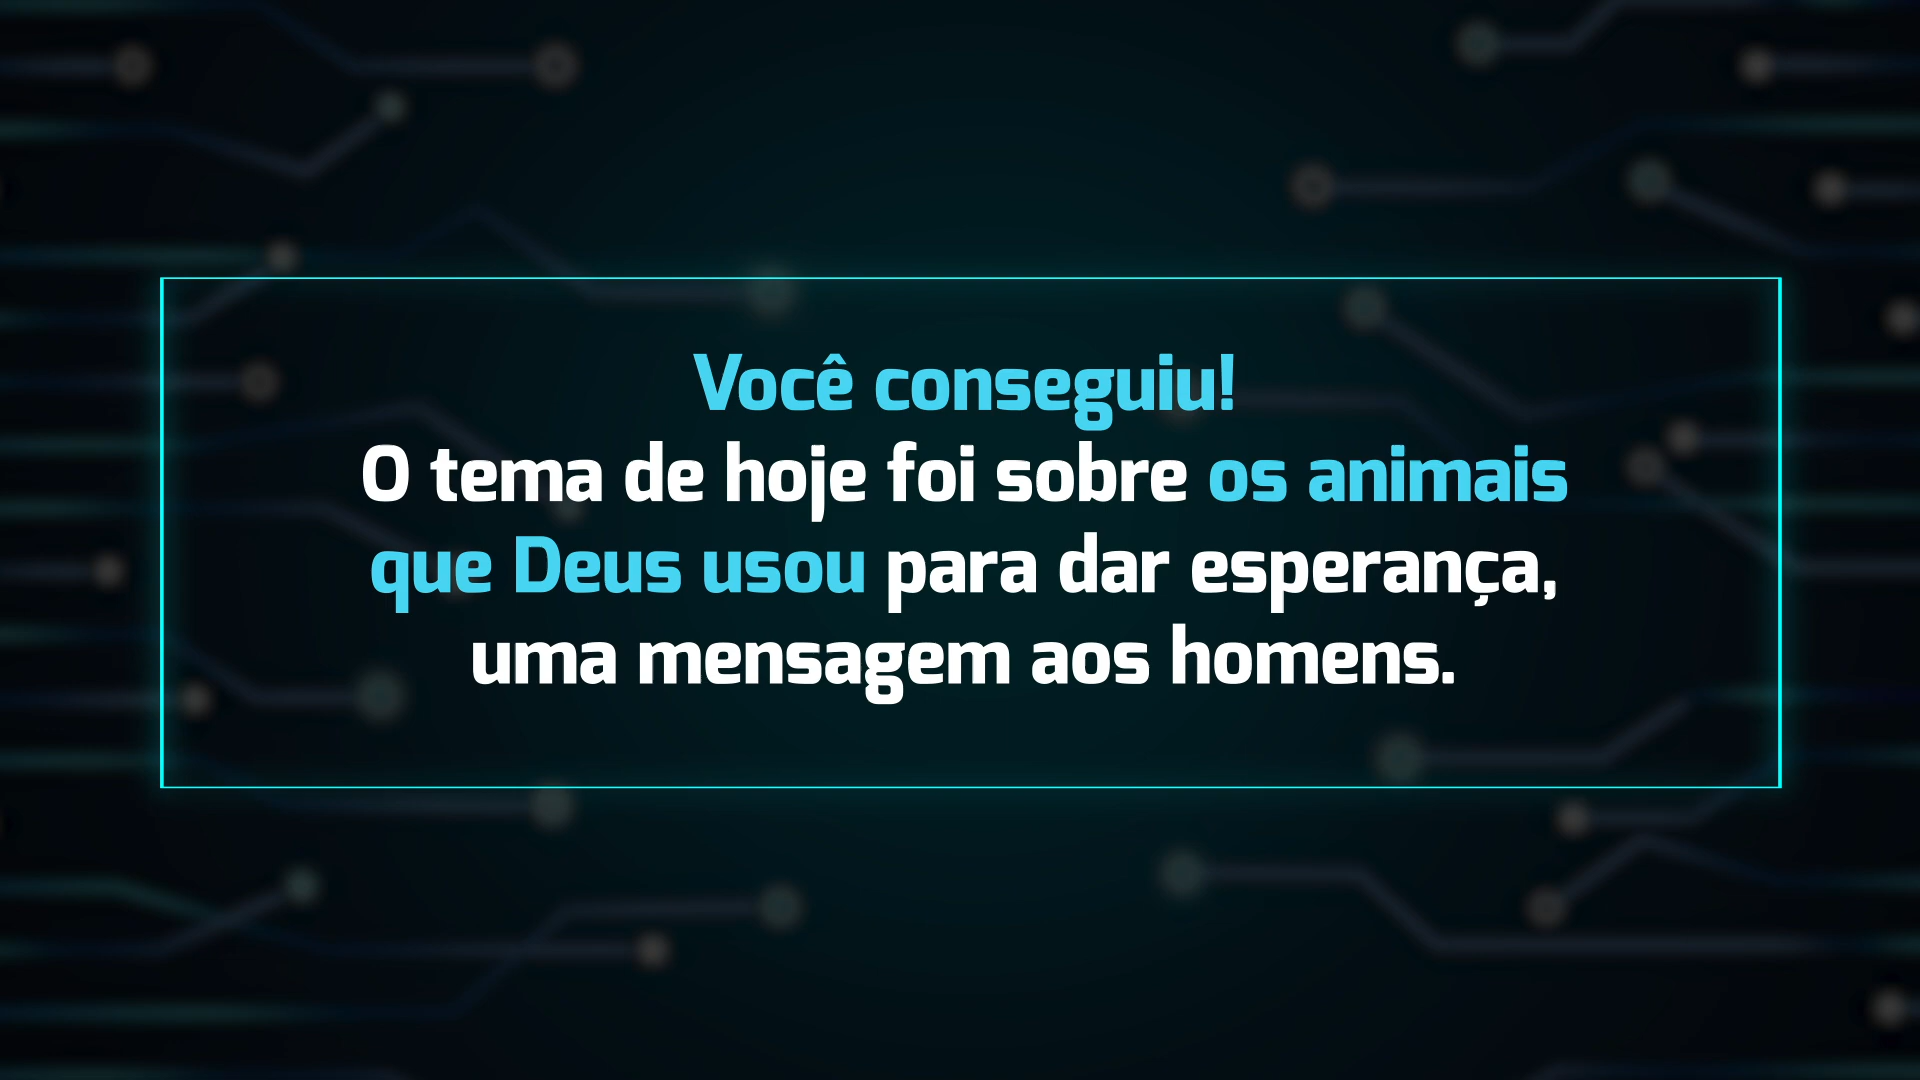 Você conseguiu!
O tema de hoje foi sobre os animais
que Deus usou para dar esperança,
uma mensagem aos homens.